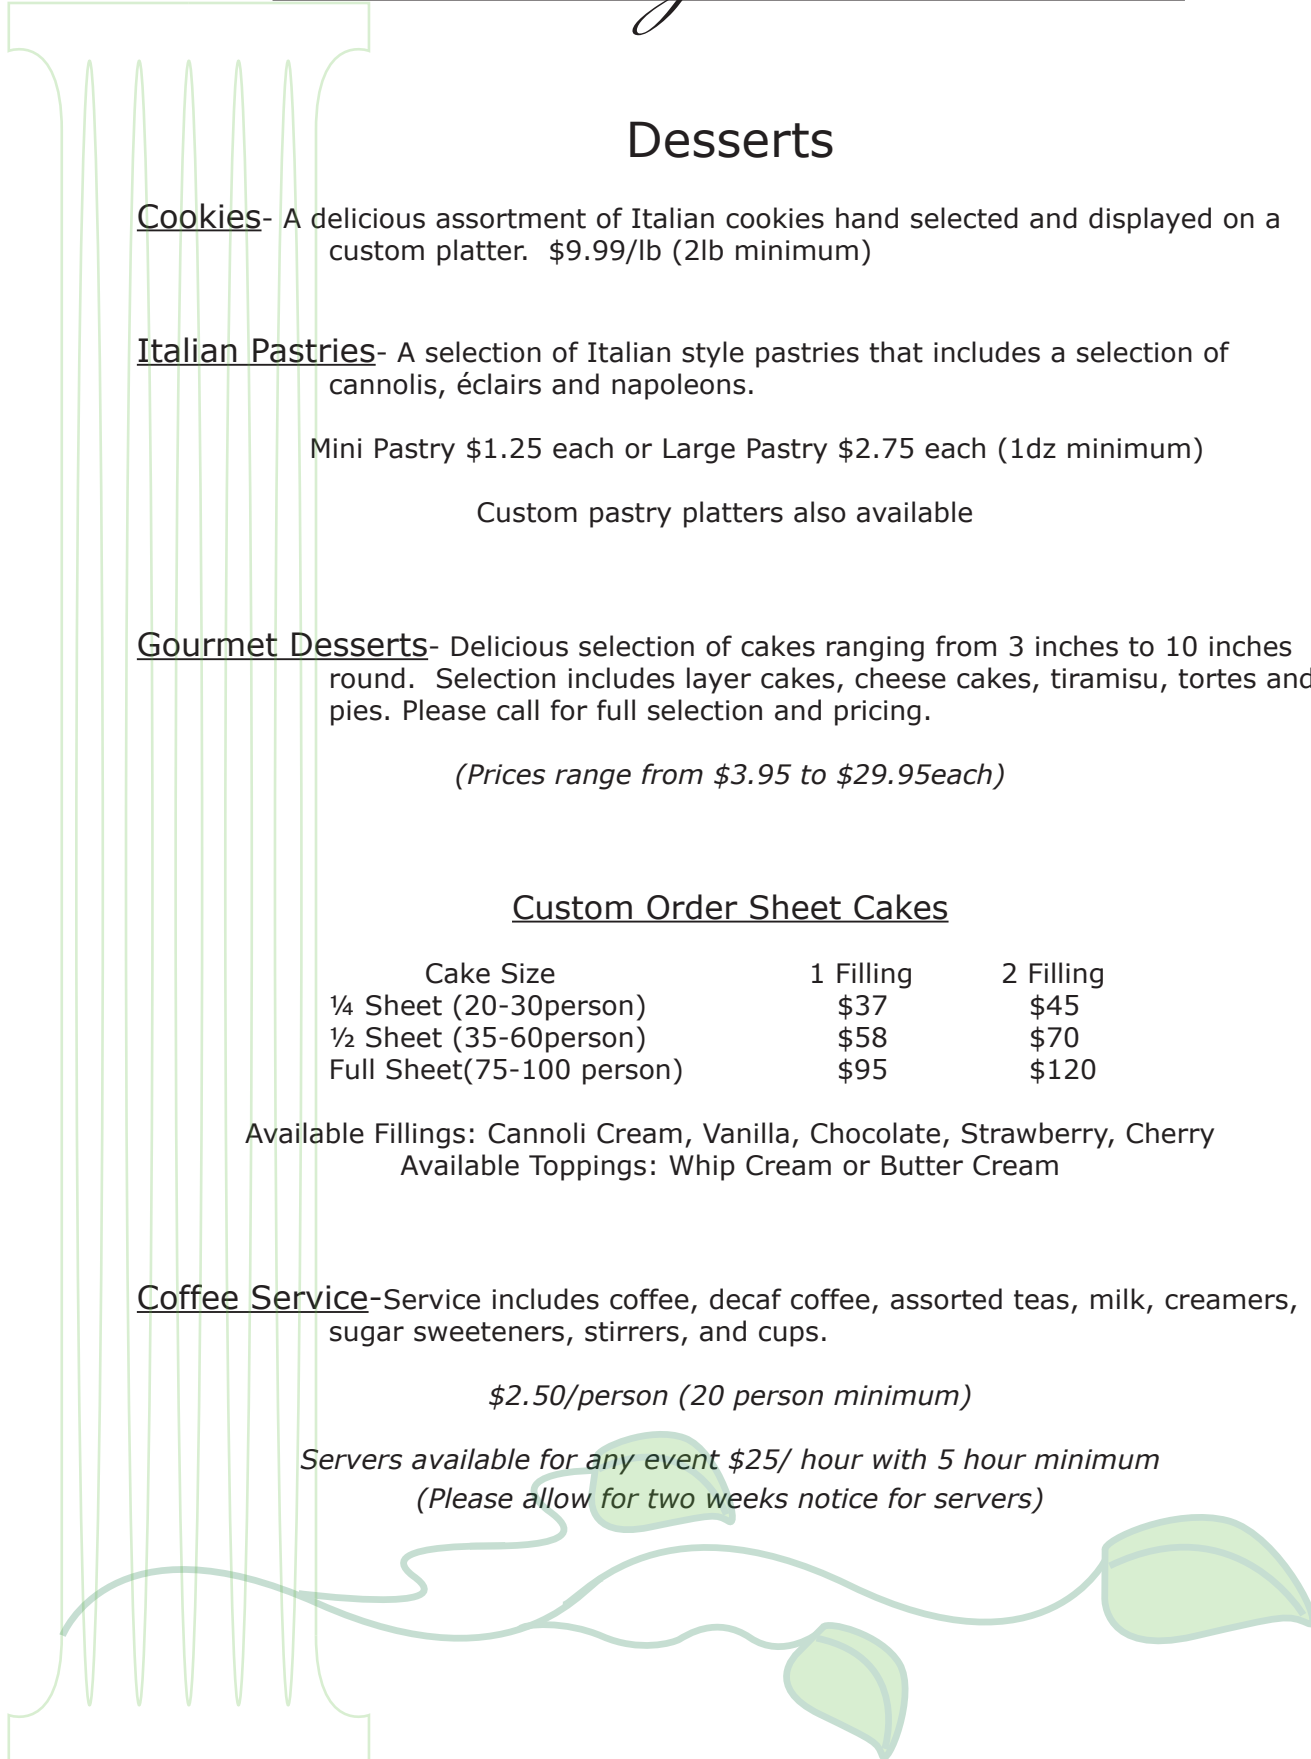 Desserts
Cookies- A delicious assortment of Italian cookies hand selected and displayed on a
custom platter.  $9.99/lb (2lb minimum)
Italian Pastries- A selection of Italian style pastries that includes a selection of
cannolis, éclairs and napoleons.
Mini Pastry $1.25 each or Large Pastry $2.75 each (1dz minimum)
Custom pastry platters also available
Gourmet Desserts- Delicious selection of cakes ranging from 3 inches to 10 inches
round.  Selection includes layer cakes, cheese cakes, tiramisu, tortes and
pies. Please call for full selection and pricing.
(Prices range from $3.95 to $29.95each)
Custom Order Sheet Cakes
Cake Size 1 Filling 2 Filling
¼ Sheet (20-30person) $37 $45
½ Sheet (35-60person) $58 $70
Full Sheet(75-100 person) $95 $120
Available Fillings: Cannoli Cream, Vanilla, Chocolate, Strawberry, Cherry
Available Toppings: Whip Cream or Butter Cream
Coffee Service-Service includes coffee, decaf coffee, assorted teas, milk, creamers,
sugar sweeteners, stirrers, and cups.
$2.50/person (20 person minimum)
Servers available for any event $25/ hour with 5 hour minimum
(Please allow for two weeks notice for servers)